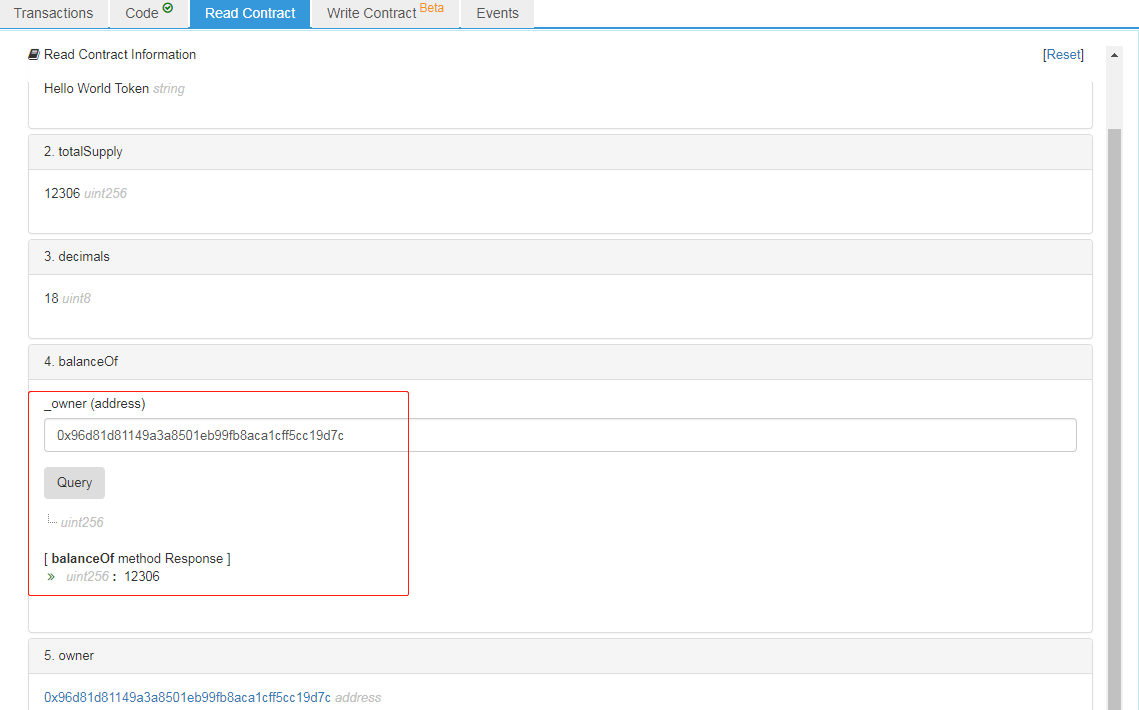 Transactions Code Read Contract Write Contract Beta Events
Read Contract Information [Reset]
Hello World Token string
2. totalSupply
12306 uint256
3. decimals
18 uint8
4. balanceOf
_owner (address)
0x96d81d81149a3a8501eb99fb8aca1cff5cc19d7c
Query
uint256
[ balanceOf method Response ]
» uint256 : 12306
5. owner
0x96d81d81149a3a8501eb99fb8aca1cff5cc19d7c address